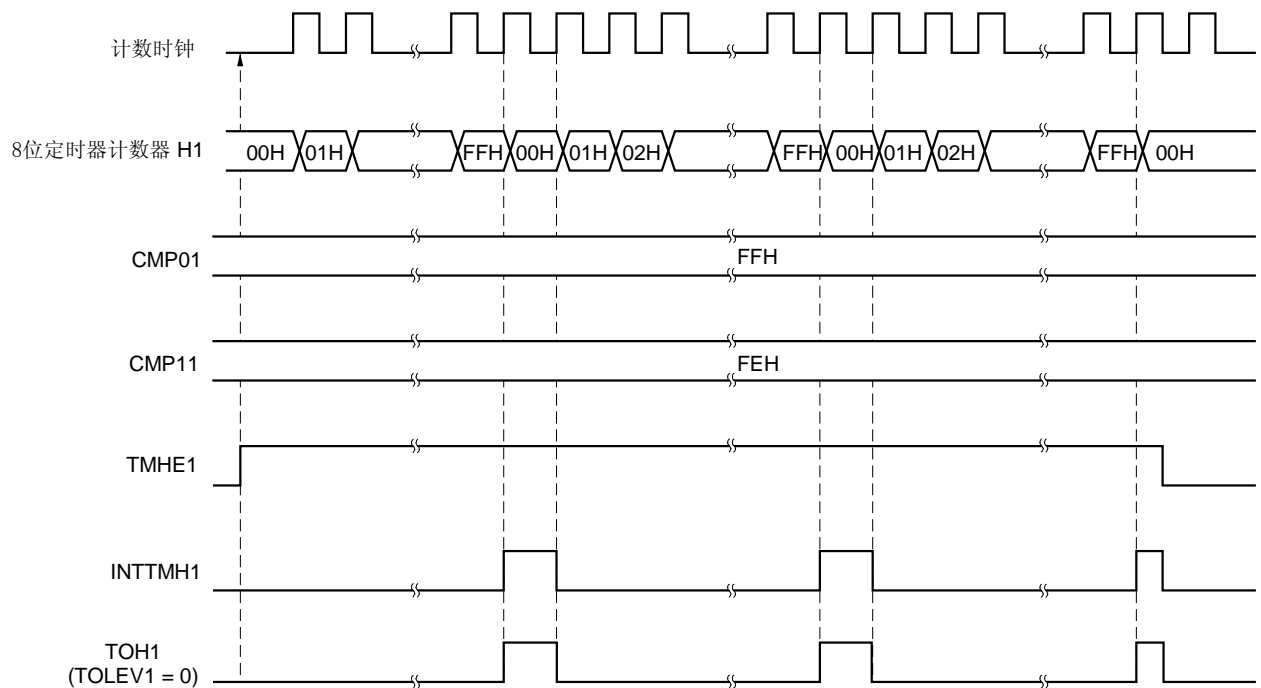 计数时钟
8位定时器计数器 H1
00H 01H FFH 00H 01H 02H FFH 00H 01H 02H FFH 00H
CMP01
FFH
CMP11
FEH
TMHE1
INTTMH1
TOH1
(TOLEV1 = 0)